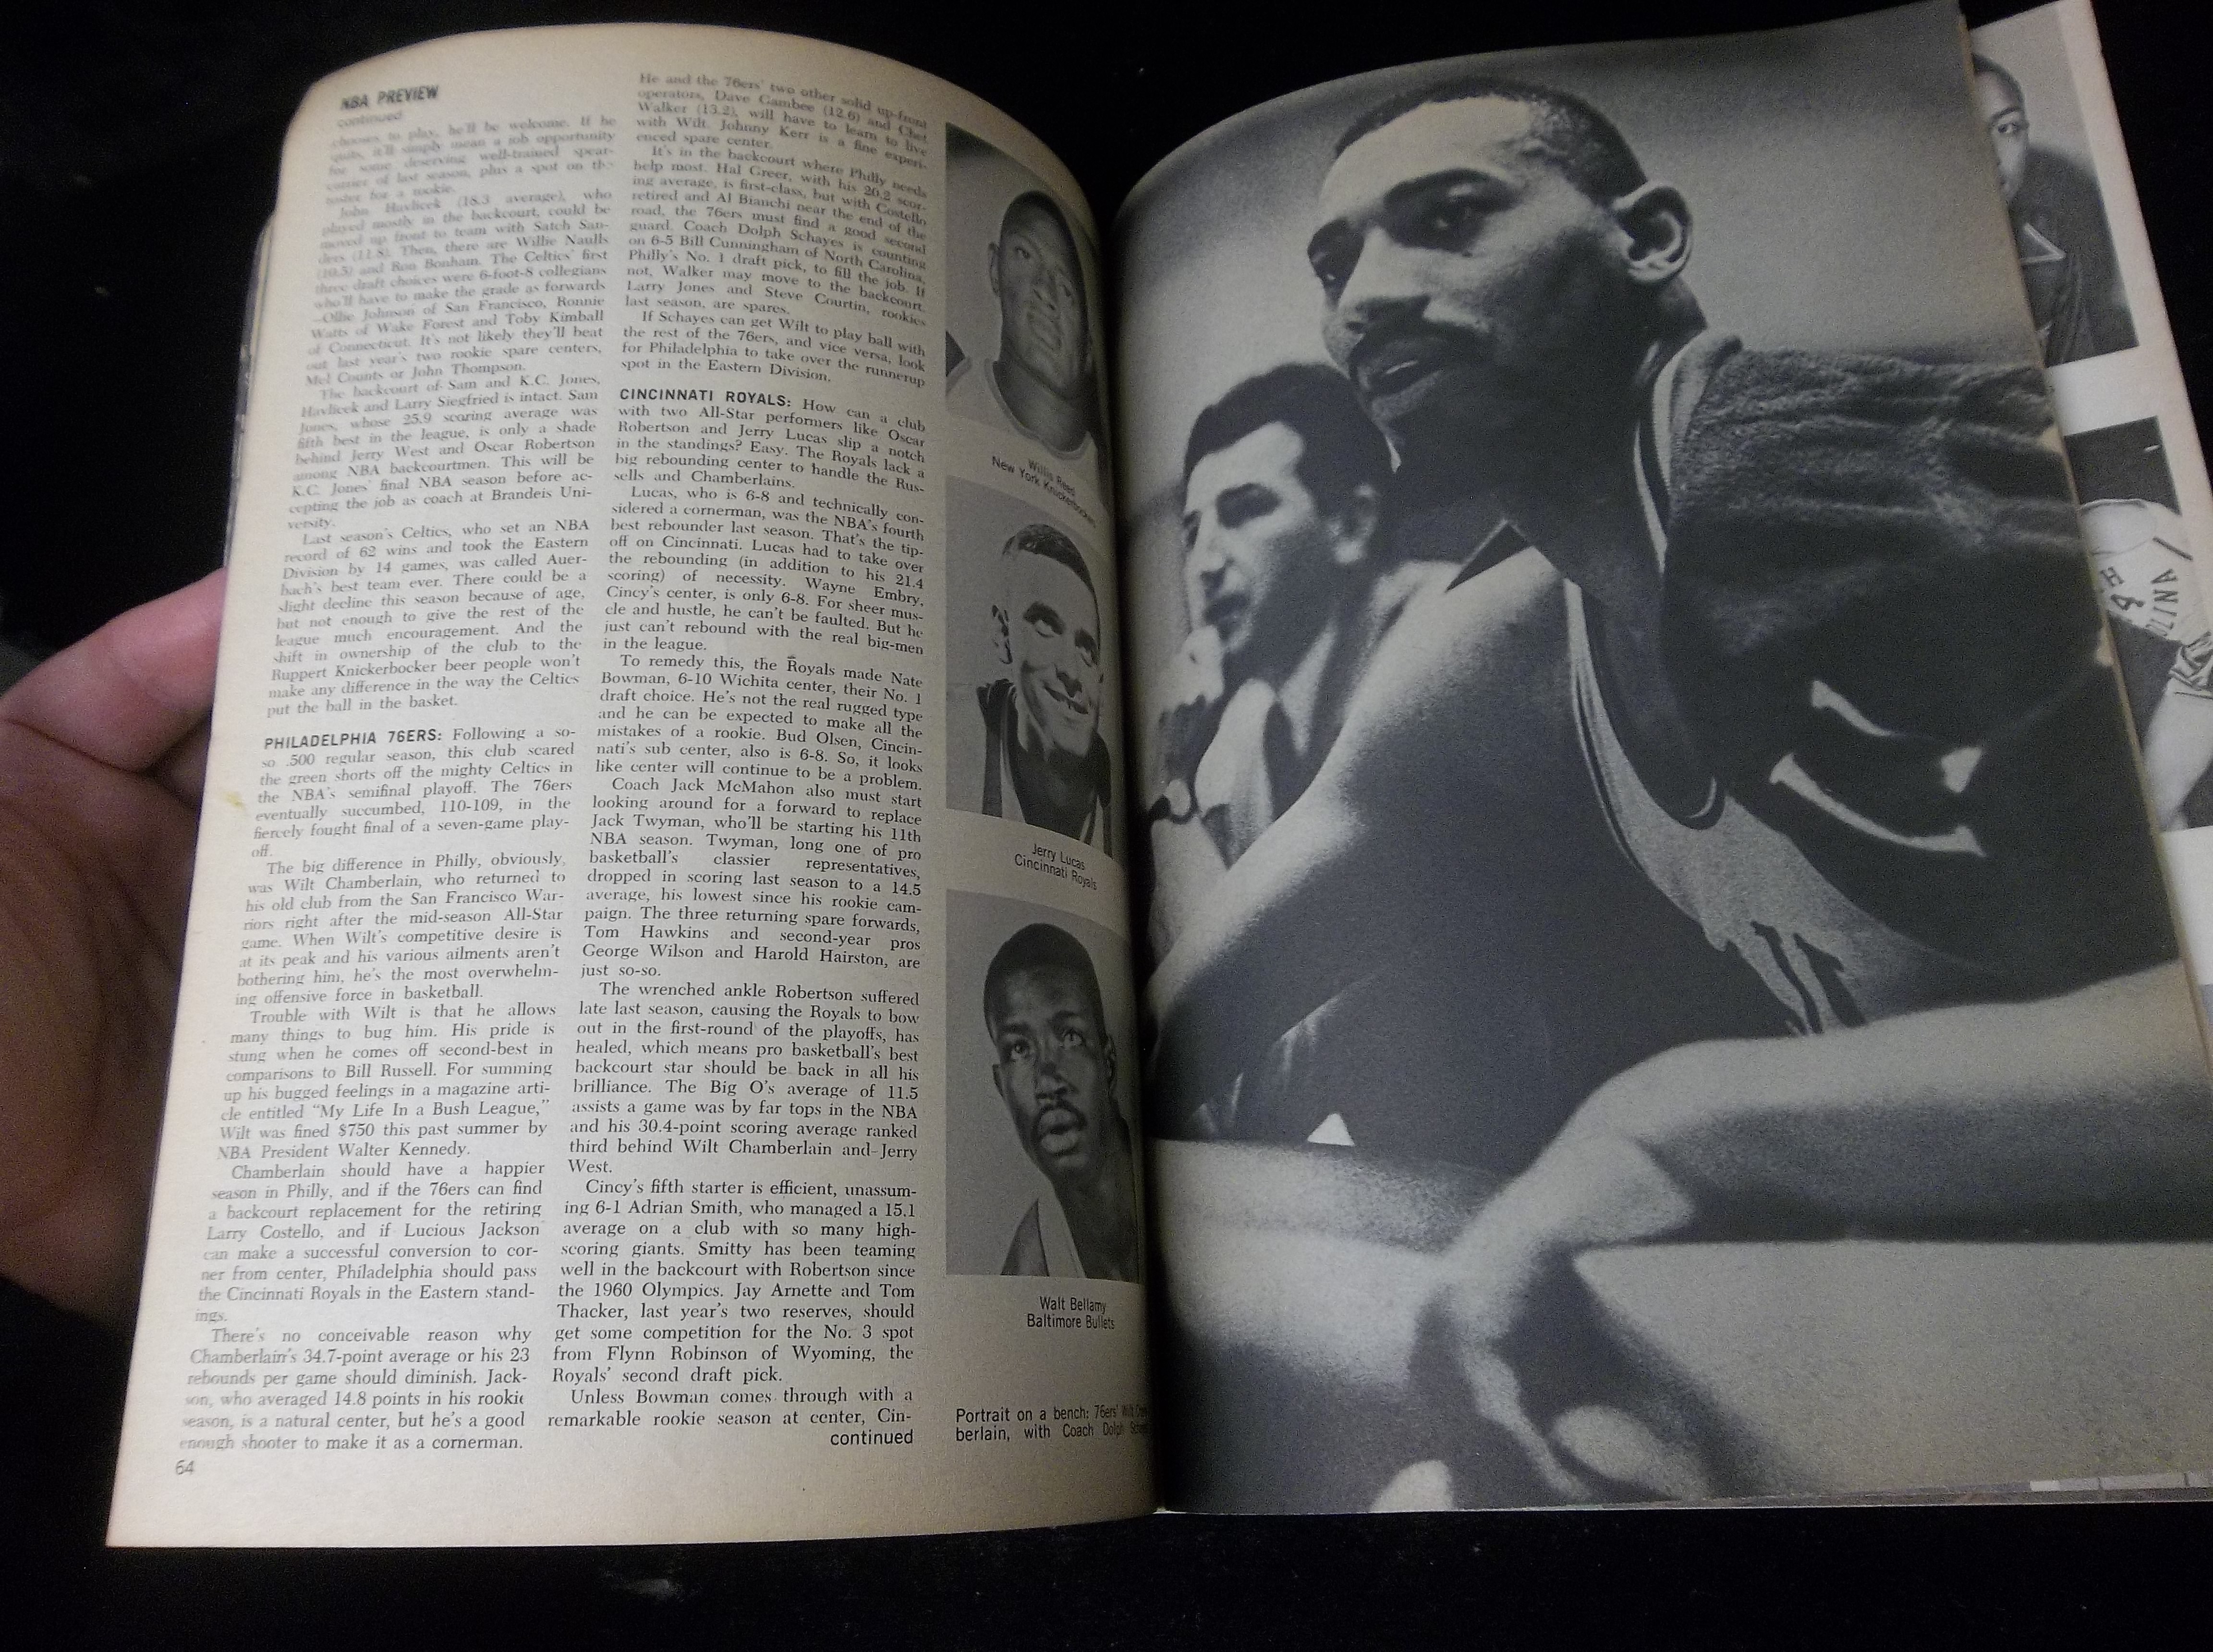 NBA PREVIEW
continued
chooses to play, he'll be welcome. If he
quits, it'll simply mean a job opportunity
for some deserving well-trained spear-
carrier of last season, plus a spot on the
roster for a rookie.
John Havlicek (18.3 average), who
played mostly in the backcourt, could be
moved up front to team with Satch San-
ders (11.8). Then, there are Willie Naulls
(10.5) and Ron Bonham. The Celtics' first
three draft choices were 6-foot-8 collegians
who'll have to make the grade as forwards
—Ollie Johnson of San Francisco, Ronnie
Watts of Wake Forest and Toby Kimball
of Connecticut. It's not likely they'll beat
out last year's two rookie spare centers,
Mel Counts or John Thompson.
The backcourt of Sam and K.C. Jones,
Havlicek and Larry Siegfried is intact. Sam
Jones, whose 25.9 scoring average was
fifth best in the league, is only a shade
behind Jerry West and Oscar Robertson
among NBA backcourtmen. This will be
K.C. Jones' final NBA season before ac-
cepting the job as coach at Brandeis Uni-
versity.
Last season's Celtics, who set an NBA
record of 62 wins and took the Eastern
Division by 14 games, was called Auer-
bach's best team ever. There could be a
slight decline this season because of age,
but not enough to give the rest of the
league much encouragement. And the
shift in ownership of the club to the
Ruppert Knickerbocker beer people won't
make any difference in the way the Celtics
put the ball in the basket.
PHILADELPHIA 76ERS: Following a so-
so .500 regular season, this club scared
the green shorts off the mighty Celtics in
the NBA's semifinal playoff. The 76ers
eventually succumbed, 110-109, in the
fiercely fought final of a seven-game play-
off.
The big difference in Philly, obviously,
was Wilt Chamberlain, who returned to
his old club from the San Francisco War-
riors right after the mid-season All-Star
game. When Wilt's competitive desire is
at its peak and his various ailments aren't
bothering him, he's the most overwhelm-
ing offensive force in basketball.
Trouble with Wilt is that he allows
many things to bug him. His pride is
stung when he comes off second-best in
comparisons to Bill Russell. For summing
up his bugged feelings in a magazine arti-
cle entitled "My Life In a Bush League,"
Wilt was fined $750 this past summer by
NBA President Walter Kennedy.
Chamberlain should have a happier
season in Philly, and if the 76ers can find
a backcourt replacement for the retiring
Larry Costello, and if Lucious Jackson
can make a successful conversion to cor-
ner from center, Philadelphia should pass
the Cincinnati Royals in the Eastern stand-
ings.
There's no conceivable reason why
Chamberlain's 34.7-point average or his 23
rebounds per game should diminish. Jack-
son, who averaged 14.8 points in his rookie
season, is a natural center, but he's a good
enough shooter to make it as a cornerman.
64
He and the 76ers' two other solid up-front
operators, Dave Gambee (12.6) and Chet
Walker (13.2), will have to learn to live
with Wilt. Johnny Kerr is a fine experi-
enced spare center.
It's in the backcourt where Philly needs
help most. Hal Greer, with his 20.2 scor-
ing average, is first-class, but with Costello
retired and Al Bianchi near the end of the
road, the 76ers must find a good second
guard. Coach Dolph Schayes is counting
on 6-5 Bill Cunningham of North Carolina,
Philly's No. 1 draft pick, to fill the job. If
not, Walker may move to the backcourt.
Larry Jones and Steve Courtin, rookies
last season, are spares.
If Schayes can get Wilt to play ball with
the rest of the 76ers, and vice versa, look
for Philadelphia to take over the runnerup
spot in the Eastern Division.
CINCINNATI ROYALS: How can a club
with two All-Star performers like Oscar
Robertson and Jerry Lucas slip a notch
in the standings? Easy. The Royals lack a
big rebounding center to handle the Rus-
sells and Chamberlains.
Lucas, who is 6-8 and technically con-
sidered a cornerman, was the NBA's fourth
best rebounder last season. That's the tip-
off on Cincinnati. Lucas had to take over
the rebounding (in addition to his 21.4
scoring) of necessity. Wayne Embry,
Cincy's center, is only 6-8. For sheer mus-
cle and hustle, he can't be faulted. But he
just can't rebound with the real big-men
in the league.
To remedy this, the Royals made Nate
Bowman, 6-10 Wichita center, their No. 1
draft choice. He's not the real rugged type
and he can be expected to make all the
mistakes of a rookie. Bud Olsen, Cincin-
nati's sub center, also is 6-8. So, it looks
like center will continue to be a problem.
Coach Jack McMahon also must start
looking around for a forward to replace
Jack Twyman, who'll be starting his 11th
NBA season. Twyman, long one of pro
basketball's classier representatives,
dropped in scoring last season to a 14.5
average, his lowest since his rookie cam-
paign. The three returning spare forwards,
Tom Hawkins and second-year pros
George Wilson and Harold Hairston, are
just so-so.
The wrenched ankle Robertson suffered
late last season, causing the Royals to bow
out in the first-round of the playoffs, has
healed, which means pro basketball's best
backcourt star should be back in all his
brilliance. The Big O's average of 11.5
assists a game was by far tops in the NBA
and his 30.4-point scoring average ranked
third behind Wilt Chamberlain and Jerry
West.
Cincy's fifth starter is efficient, unassum-
ing 6-1 Adrian Smith, who managed a 15.1
average on a club with so many high-
scoring giants. Smitty has been teaming
well in the backcourt with Robertson since
the 1960 Olympics. Jay Arnette and Tom
Thacker, last year's two reserves, should
get some competition for the No. 3 spot
from Flynn Robinson of Wyoming, the
Royals' second draft pick.
Unless Bowman comes through with a
remarkable rookie season at center, Cin-
continued
Willis Reed
New York Knickerbockers
Jerry Lucas
Cincinnati Royals
Walt Bellamy
Baltimore Bullets
Portrait on a bench: 76ers' Wilt Cham-
berlain, with Coach Dolph Schayes